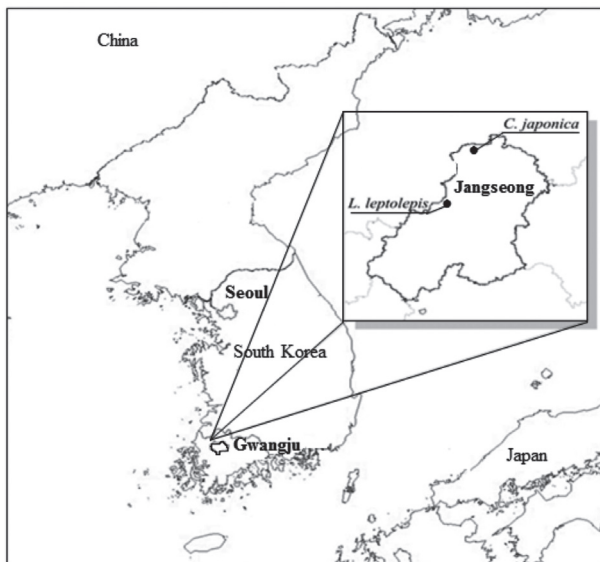 China
C. japonica
Jangseong
L. leptolepis
Seoul
South Korea
Gwangju
Japan